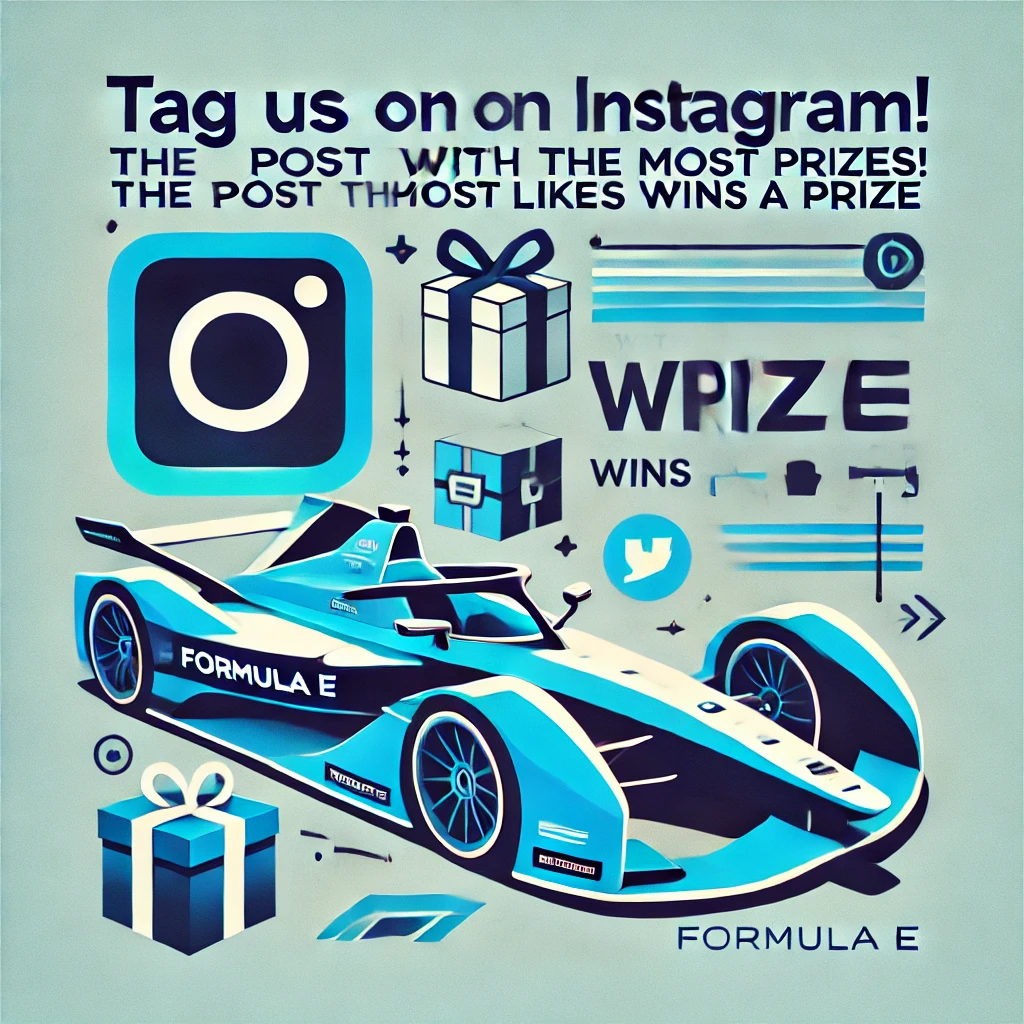 Tag us on on Instagram!
THE POST WITH THE MOST PRIZES!
THE POST THMOST LIKES WINS A PRIZE
WPIZE
WINS
FORMULA E
FORMULA E